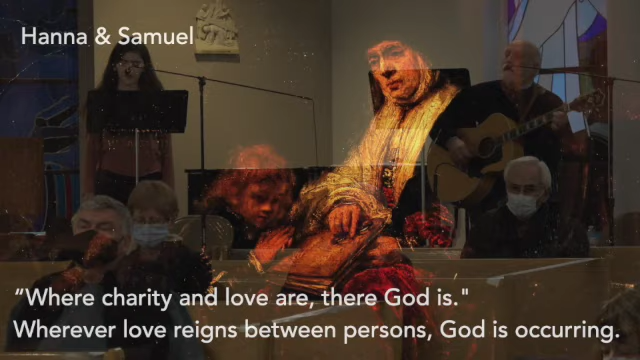 Hanna & Samuel
“Where charity and love are, there God is."
Wherever love reigns between persons, God is occurring.